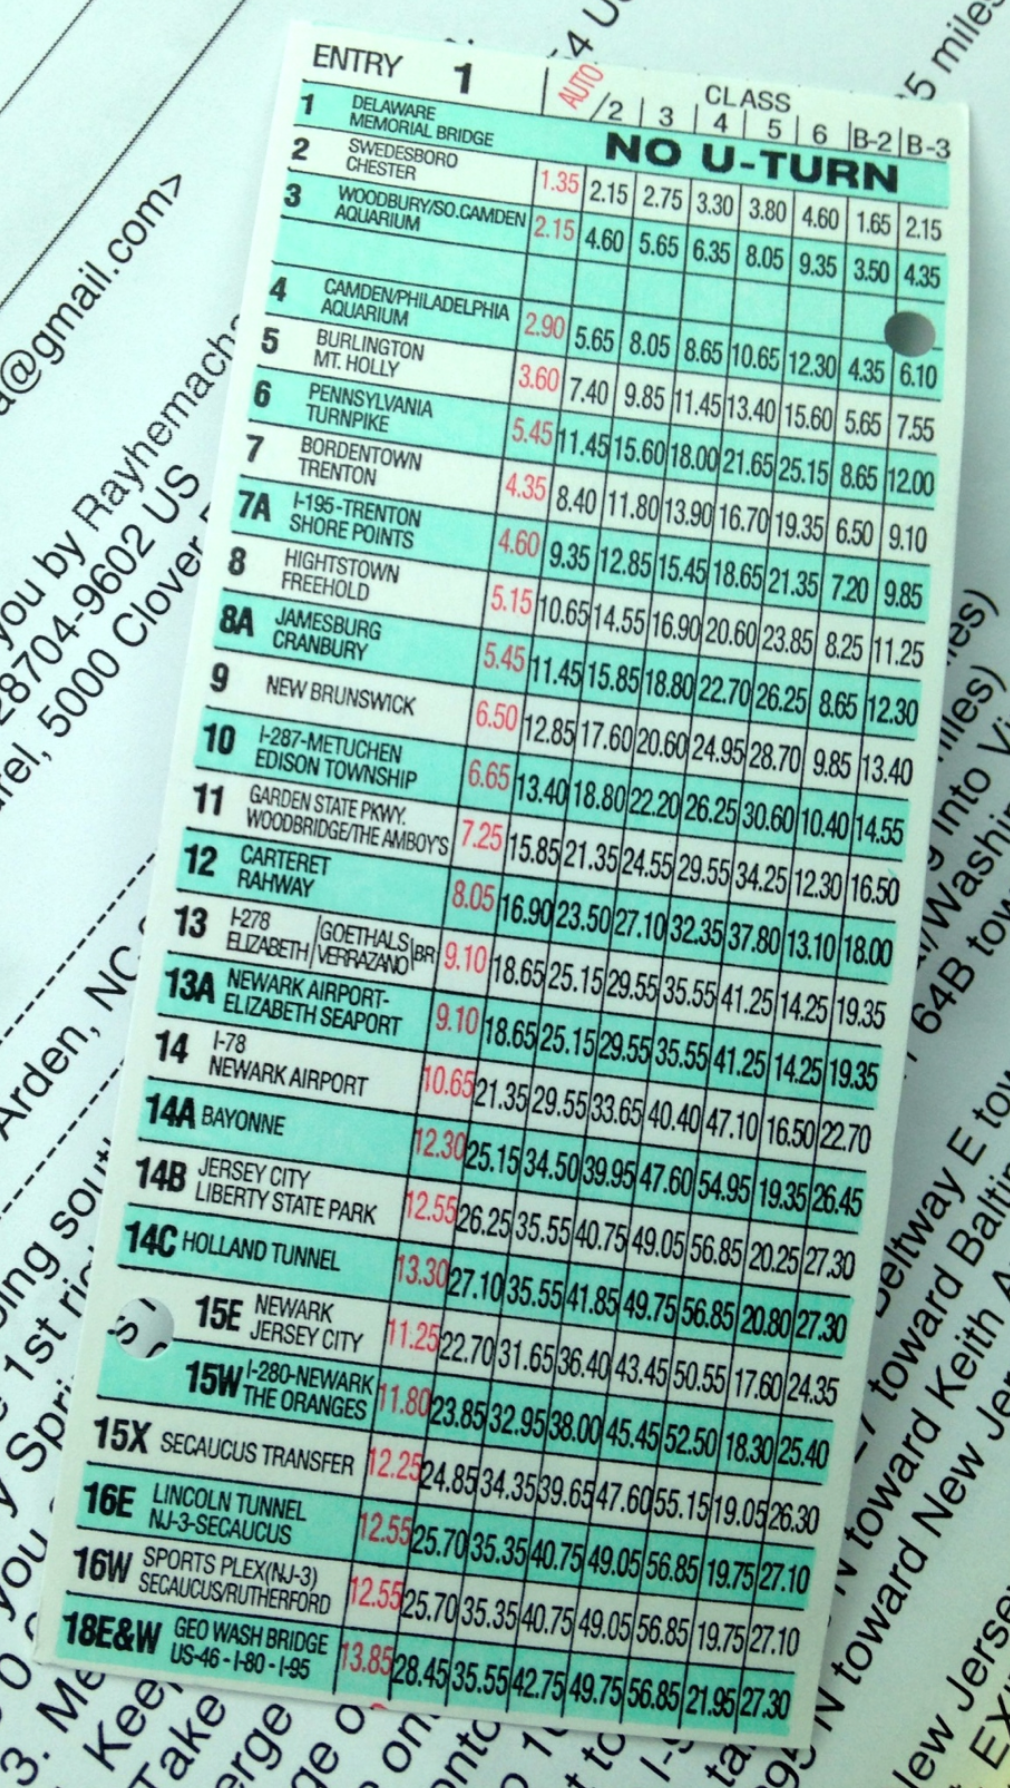 ENTRY 1 AUTO CLASS
/2 | 3 | 4 | 5 | 6 |B-2|B-3
1 DELAWARE MEMORIAL BRIDGE NO U-TURN
2 SWEDESBORO CHESTER 1.35 2.15 2.75 3.30 3.80 4.60 1.65 2.15
3 WOODBURY/SO.CAMDEN AQUARIUM 2.15 4.60 5.65 6.35 8.05 9.35 3.50 4.35
4 CAMDEN/PHILADELPHIA AQUARIUM 2.90 5.65 8.05 8.65 10.65 12.30 4.35 6.10
5 BURLINGTON MT. HOLLY 3.60 7.40 9.85 11.45 13.40 15.60 5.65 7.55
6 PENNSYLVANIA TURNPIKE 5.45 11.45 15.60 18.00 21.65 25.15 8.65 12.00
7 BORDENTOWN TRENTON 4.35 8.40 11.80 13.90 16.70 19.35 6.50 9.10
7A I-195-TRENTON SHORE POINTS 4.60 9.35 12.85 15.45 18.65 21.35 7.20 9.85
8 HIGHTSTOWN FREEHOLD 5.15 10.65 14.55 16.90 20.60 23.85 8.25 11.25
8A JAMESBURG CRANBURY 5.45 11.45 15.85 18.80 22.70 26.25 8.65 12.30
9 NEW BRUNSWICK 6.50 12.85 17.60 20.60 24.95 28.70 9.85 13.40
10 I-287-METUCHEN EDISON TOWNSHIP 6.65 13.40 18.80 22.20 26.25 30.60 10.40 14.55
11 GARDEN STATE PKWY. WOODBRIDGE/THE AMBOY'S 7.25 15.85 21.35 24.55 29.55 34.25 12.30 16.50
12 CARTERET RAHWAY 8.05 16.90 23.50 27.10 32.35 37.80 13.10 18.00
13 I-278 ELIZABETH GOETHALS VERRAZANO BR 9.10 18.65 25.15 29.55 35.55 41.25 14.25 19.35
13A NEWARK AIRPORT- ELIZABETH SEAPORT 9.10 18.65 25.15 29.55 35.55 41.25 14.25 19.35
14 I-78 NEWARK AIRPORT 10.65 21.35 29.55 33.65 40.40 47.10 16.50 22.70
14A BAYONNE 12.30 25.15 34.50 39.95 47.60 54.95 19.35 26.45
14B JERSEY CITY LIBERTY STATE PARK 12.55 26.25 35.55 40.75 49.05 56.85 20.25 27.30
14C HOLLAND TUNNEL 13.30 27.10 35.55 41.85 49.75 56.85 20.80 27.30
15E NEWARK JERSEY CITY 11.25 22.70 31.65 36.40 43.45 50.55 17.60 24.35
15W I-280-NEWARK THE ORANGES 11.80 23.85 32.95 38.00 45.45 52.50 18.30 25.40
15X SECAUCUS TRANSFER 12.25 24.85 34.35 39.65 47.60 55.15 19.05 26.30
16E LINCOLN TUNNEL NJ-3-SECAUCUS 12.55 25.70 35.35 40.75 49.05 56.85 19.75 27.10
16W SPORTS PLEX(NJ-3) SECAUCUS/RUTHERFORD 12.55 25.70 35.35 40.75 49.05 56.85 19.75 27.10
18E&W GEO WASH BRIDGE US-46 - I-80 - I-95 13.85 28.45 35.55 42.75 49.75 56.85 21.95 27.30
@gmail.com>
you by Rayhemach
28704-9602 US
5000 Clover
Arden, NC
1st
3.
Take
5 miles
into
64B
Beltway E
toward
toward Keith
N toward New
N toward
New Jersey